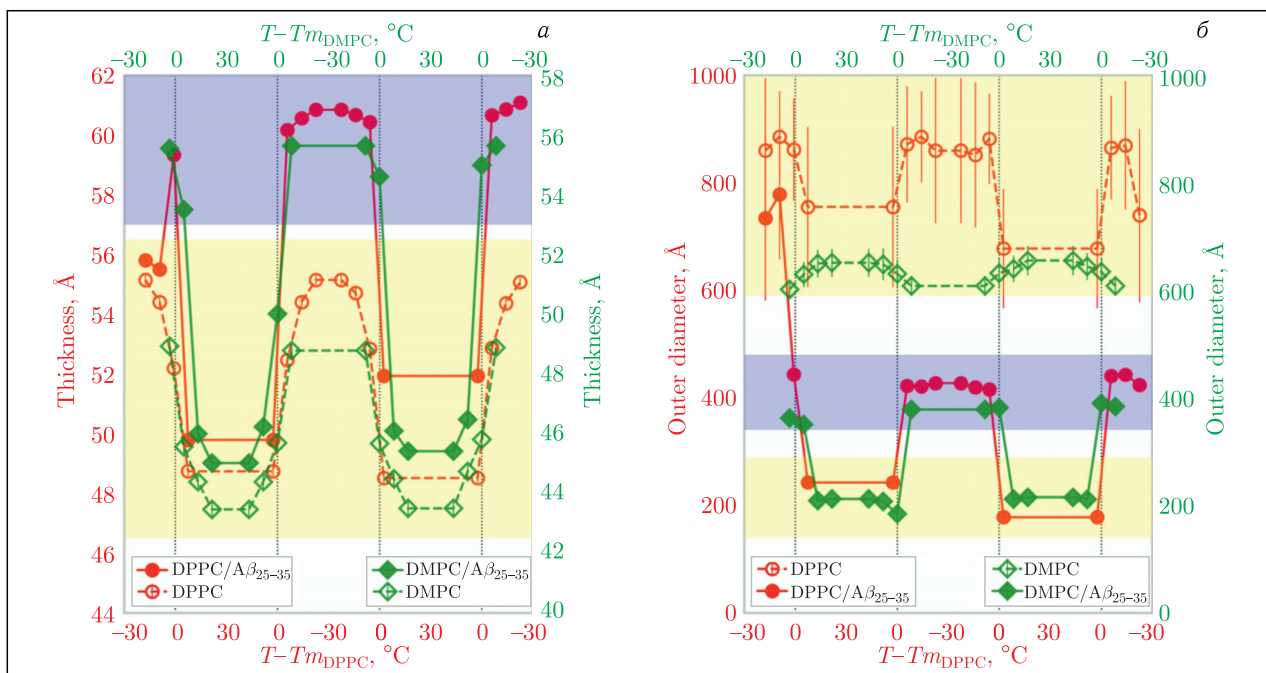 T–Tm_DMPC, °C
а
–30 0 30 0 –30 0 30 0 –30
62
60
58
56
54
52
50
48
46
44
Thickness, Å
58
56
54
52
50
48
46
44
42
40
Thickness, Å
DPPC/Aβ25–35
DPPC
DMPC/Aβ25–35
DMPC
–30 0 30 0 –30 0 30 0 –30
T–Tm_DPPC, °C
T–Tm_DMPC, °C
б
–30 0 30 0 –30 0 30 0 –30
1000
800
600
400
200
0
Outer diameter, Å
1000
800
600
400
200
0
Outer diameter, Å
DPPC
DPPC/Aβ25–35
DMPC
DMPC/Aβ25–35
–30 0 30 0 –30 0 30 0 –30
T–Tm_DPPC, °C